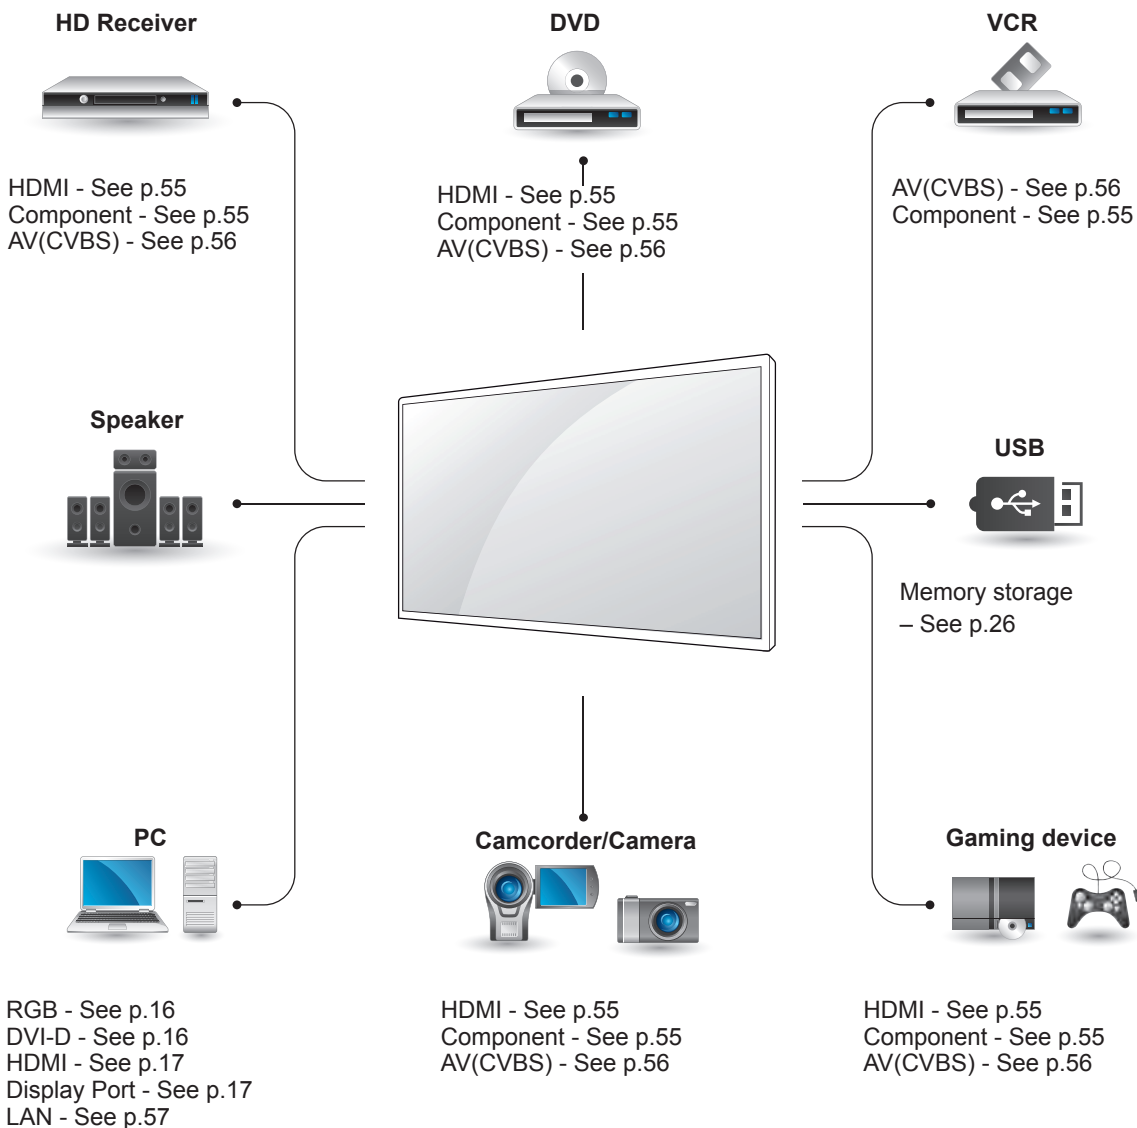 HD Receiver
HDMI - See p.55
Component - See p.55
AV(CVBS) - See p.56
DVD
HDMI - See p.55
Component - See p.55
AV(CVBS) - See p.56
VCR
AV(CVBS) - See p.56
Component - See p.55
Speaker
USB
Memory storage
– See p.26
PC
RGB - See p.16
DVI-D - See p.16
HDMI - See p.17
Display Port - See p.17
LAN - See p.57
Camcorder/Camera
HDMI - See p.55
Component - See p.55
AV(CVBS) - See p.56
Gaming device
HDMI - See p.55
Component - See p.55
AV(CVBS) - See p.56